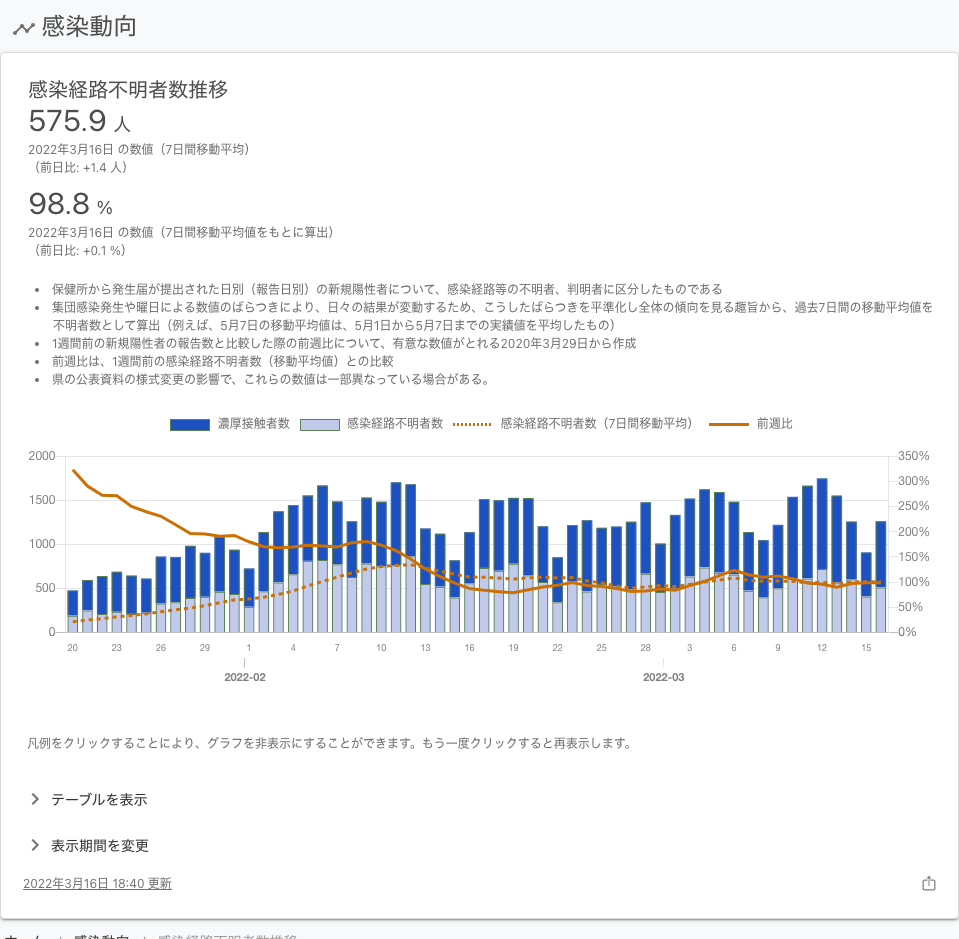 感染動向
感染経路不明者数推移
575.9 人
2022年3月16日 の数値（7日間移動平均）
（前日比: +1.4 人）
98.8 %
2022年3月16日 の数値（7日間移動平均値をもとに算出）
（前日比: +0.1 %）
• 保健所から発生届が提出された日別（報告日別）の新規陽性者について、感染経路等の不明者、判明者に区分したものである
• 集団感染発生や曜日による数値のばらつきにより、日々の結果が変動するため、こうしたばらつきを平準化し全体の傾向を見る趣旨から、過去7日間の移動平均値を
不明者数として算出（例えば、5月7日の移動平均値は、5月1日から5月7日までの実績値を平均したもの）
• 1週間前の新規陽性者の報告数と比較した際の前週比について、有意な数値がとれる2020年3月29日から作成
• 前週比は、1週間前の感染経路不明者数（移動平均値）との比較
• 県の公表資料の様式変更の影響で、これらの数値は一部異なっている場合がある。
濃厚接触者数 感染経路不明者数 感染経路不明者数（7日間移動平均） 前週比
2000 350%
300%
1500 250%
200%
1000 150%
500 100%
50%
0 0%
20 23 26 29 1 4 7 10 13 16 19 22 25 28 3 6 9 12 15
2022-02 2022-03
凡例をクリックすることにより、グラフを非表示にすることができます。もう一度クリックすると再表示します。
テーブルを表示
表示期間を変更
2022年3月16日 18:40 更新
ホーム / 感染動向 / 感染経路不明者数推移